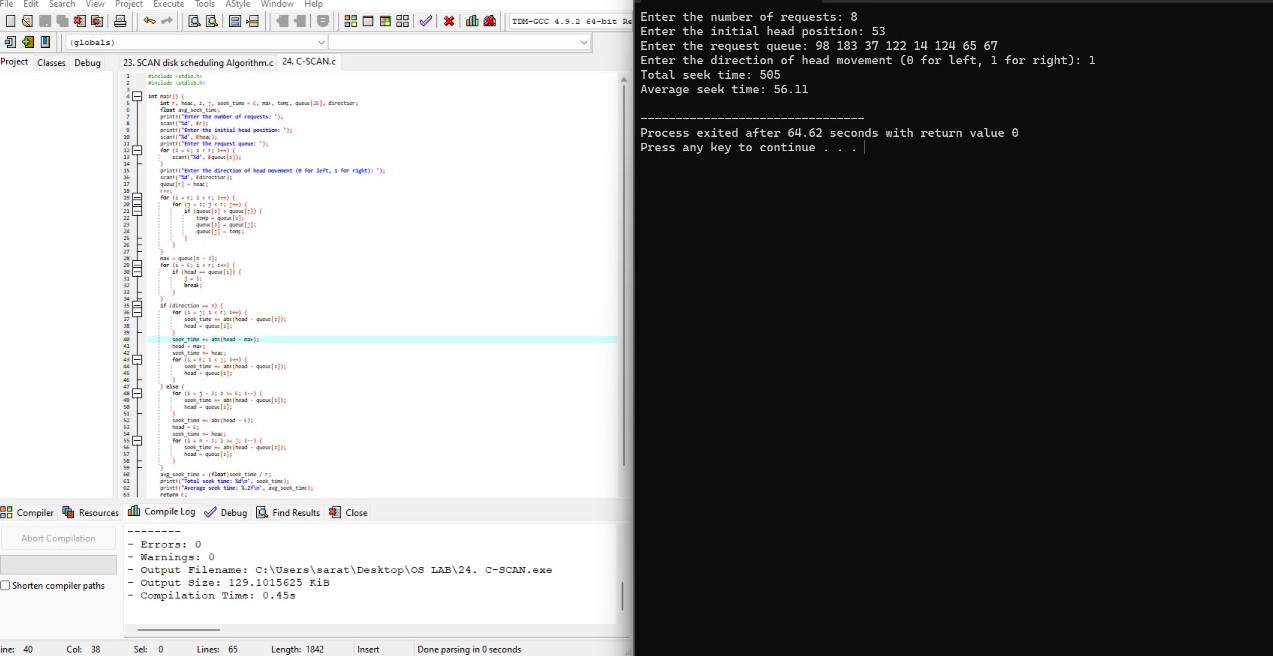 File Edit Search View Project Execute Tools AStyle Window Help
TDM-GCC 4.9.2 64-bit Re
(globals)
Project Classes Debug
23. SCAN disk scheduling Algorithm.c 24. C-SCAN.c
1 #include <stdio.h>
2 #include <stdlib.h>
3
4 int main() {
5 int n, head, i, j, seek_time = 0, max, temp, queue[20], direction;
6 float avg_seek_time;
7 printf("Enter the number of requests: ");
8 scanf("%d", &n);
9 printf("Enter the initial head position: ");
10 scanf("%d", &head);
11 printf("Enter the request queue: ");
12 for (i = 0; i < n; i++) {
13 scanf("%d", &queue[i]);
14 }
15 printf("Enter the direction of head movement (0 for left, 1 for right): ");
16 scanf("%d", &direction);
17 queue[n] = head;
18 n++;
19 for (i = 0; i < n; i++) {
20 for (j = i; j < n; j++) {
21 if (queue[i] > queue[j]) {
22 temp = queue[i];
23 queue[i] = queue[j];
24 queue[j] = temp;
25 }
26 }
27 }
28 max = queue[n - 1];
29 for (i = 0; i < n; i++) {
30 if (head == queue[i]) {
31 j = i;
32 break;
33 }
34 }
35 if (direction == 1) {
36 for (i = j; i < n; i++) {
37 seek_time += abs(head - queue[i]);
38 head = queue[i];
39 }
40 seek_time += abs(head - max);
41 head = max;
42 seek_time += head;
43 for (i = 0; i < j; i++) {
44 seek_time += abs(head - queue[i]);
45 head = queue[i];
46 }
47 } else {
48 for (i = j - 1; i >= 0; i--) {
49 seek_time += abs(head - queue[i]);
50 head = queue[i];
51 }
52 seek_time += abs(head - 0);
53 head = 0;
54 seek_time += head;
55 for (i = n - 1; i >= j; i--) {
56 seek_time += abs(head - queue[i]);
57 head = queue[i];
58 }
59 }
60 avg_seek_time = (float)seek_time / n;
61 printf("Total seek time: %d\n", seek_time);
62 printf("Average seek time: %.2f\n", avg_seek_time);
63 return 0;
Compiler Resources Compile Log Debug Find Results Close
Abort Compilation
Shorten compiler paths
--------
- Errors: 0
- Warnings: 0
- Output Filename: C:\Users\sarat\Desktop\OS LAB\24. C-SCAN.exe
- Output Size: 129.1015625 KiB
- Compilation Time: 0.45s
ine: 40 Col: 38 Sel: 0 Lines: 65 Length: 1842 Insert Done parsing in 0 seconds
Enter the number of requests: 8
Enter the initial head position: 53
Enter the request queue: 98 183 37 122 14 124 65 67
Enter the direction of head movement (0 for left, 1 for right): 1
Total seek time: 505
Average seek time: 56.11
--------------------------------
Process exited after 64.62 seconds with return value 0
Press any key to continue . . .